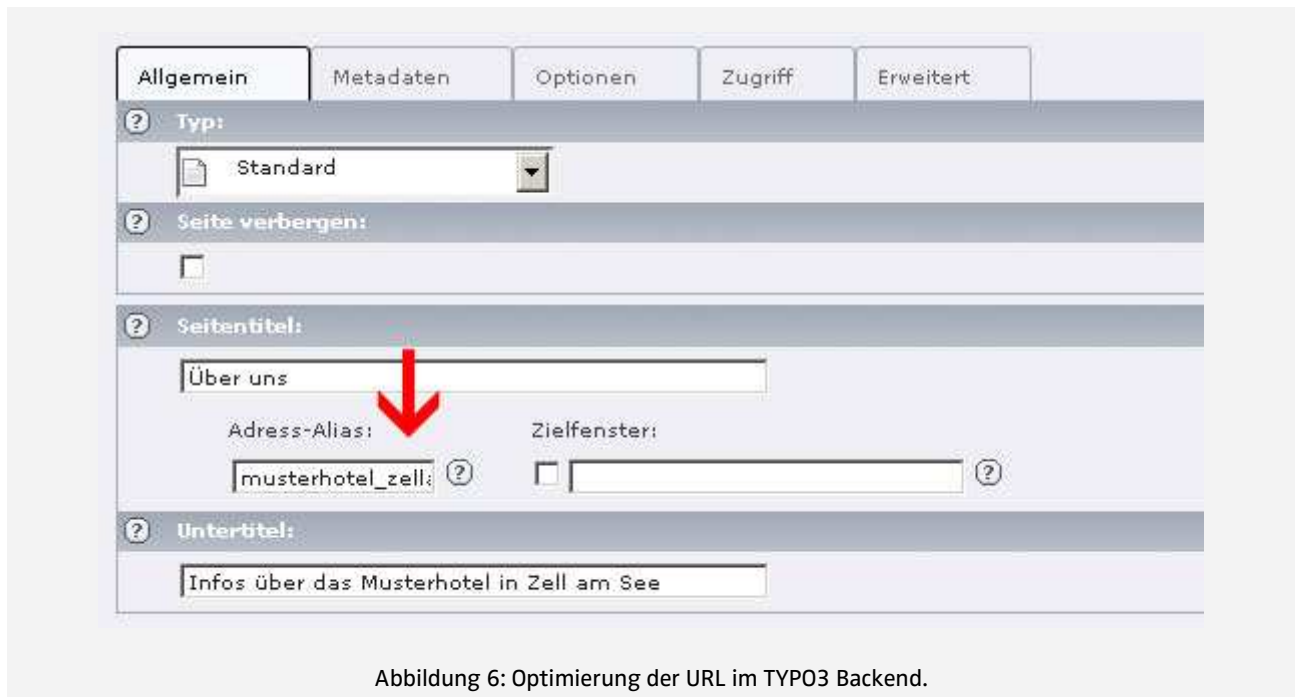 Allgemein Metadaten Optionen Zugriff Erweitert
Typ:
Standard
Seite verbergen:
Seitentitel:
Über uns
Adress-Alias: Zielfenster:
musterhotel_zella
Untertitel:
Infos über das Musterhotel in Zell am See
Abbildung 6: Optimierung der URL im TYPO3 Backend.